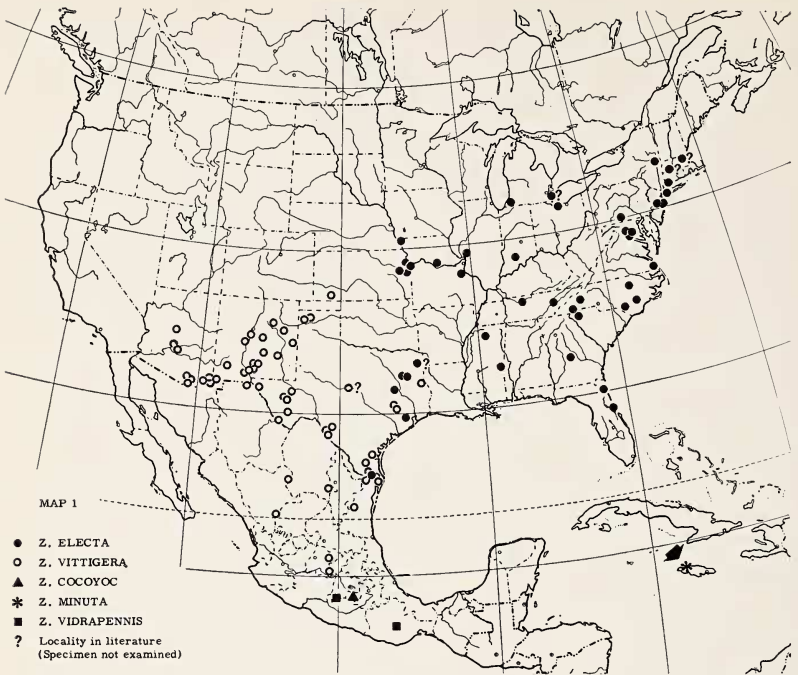 MAP 1
Z. ELECTA
Z. VITTIGERA
Z. COCOYOC
Z. MINUTA
Z. VIDRAPENNIS
? Locality in literature
(Specimen not examined)
?
?
?
?
?